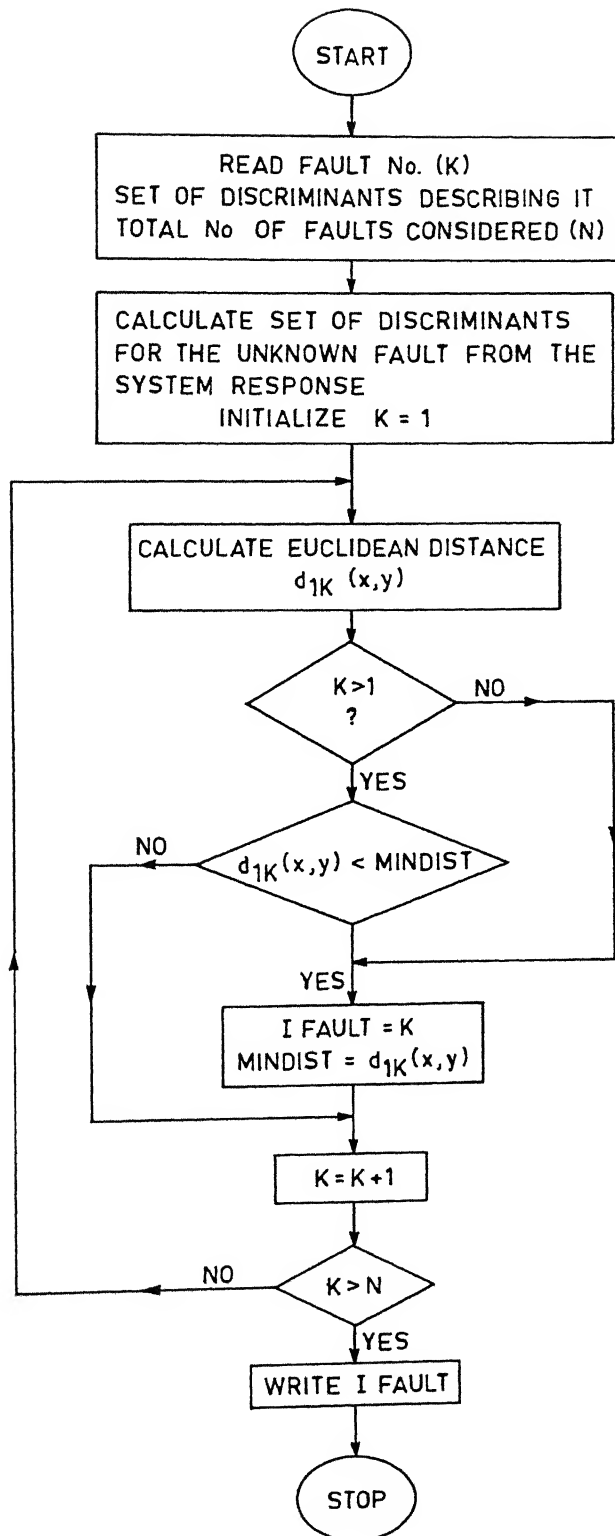 START
READ FAULT No. (K)
SET OF DISCRIMINANTS DESCRIBING IT
TOTAL No OF FAULTS CONSIDERED (N)
CALCULATE SET OF DISCRIMINANTS
FOR THE UNKNOWN FAULT FROM THE
SYSTEM RESPONSE
INITIALIZE K = 1
CALCULATE EUCLIDEAN DISTANCE
d1K (x,y)
K>1
?
NO
YES
NO
d1K(x,y) < MINDIST
YES
I FAULT = K
MINDIST = d1K(x,y)
K = K+1
NO
K > N
YES
WRITE I FAULT
STOP